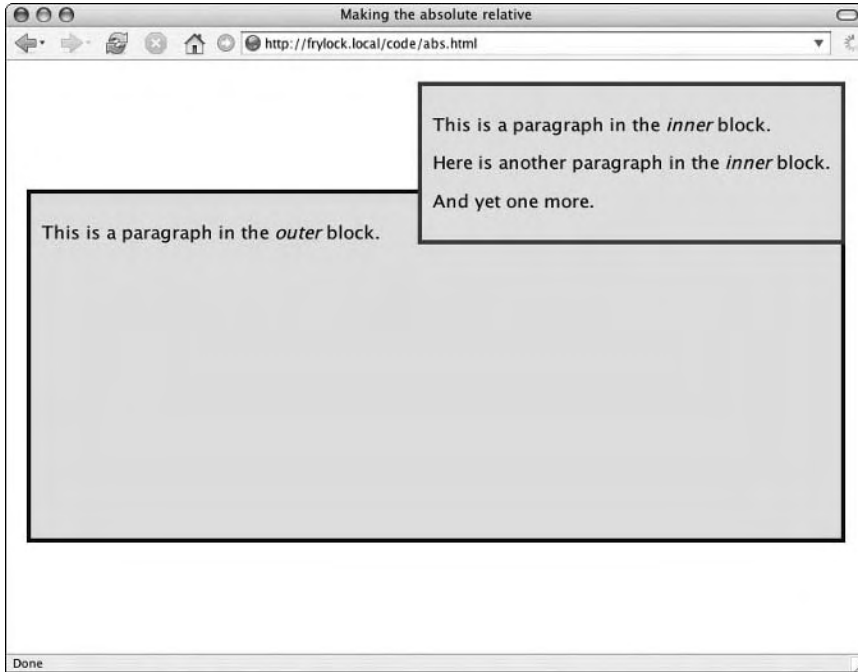 Making the absolute relative
http://frylock.local/code/abs.html
This is a paragraph in the inner block.
Here is another paragraph in the inner block.
And yet one more.
This is a paragraph in the outer block.
Done